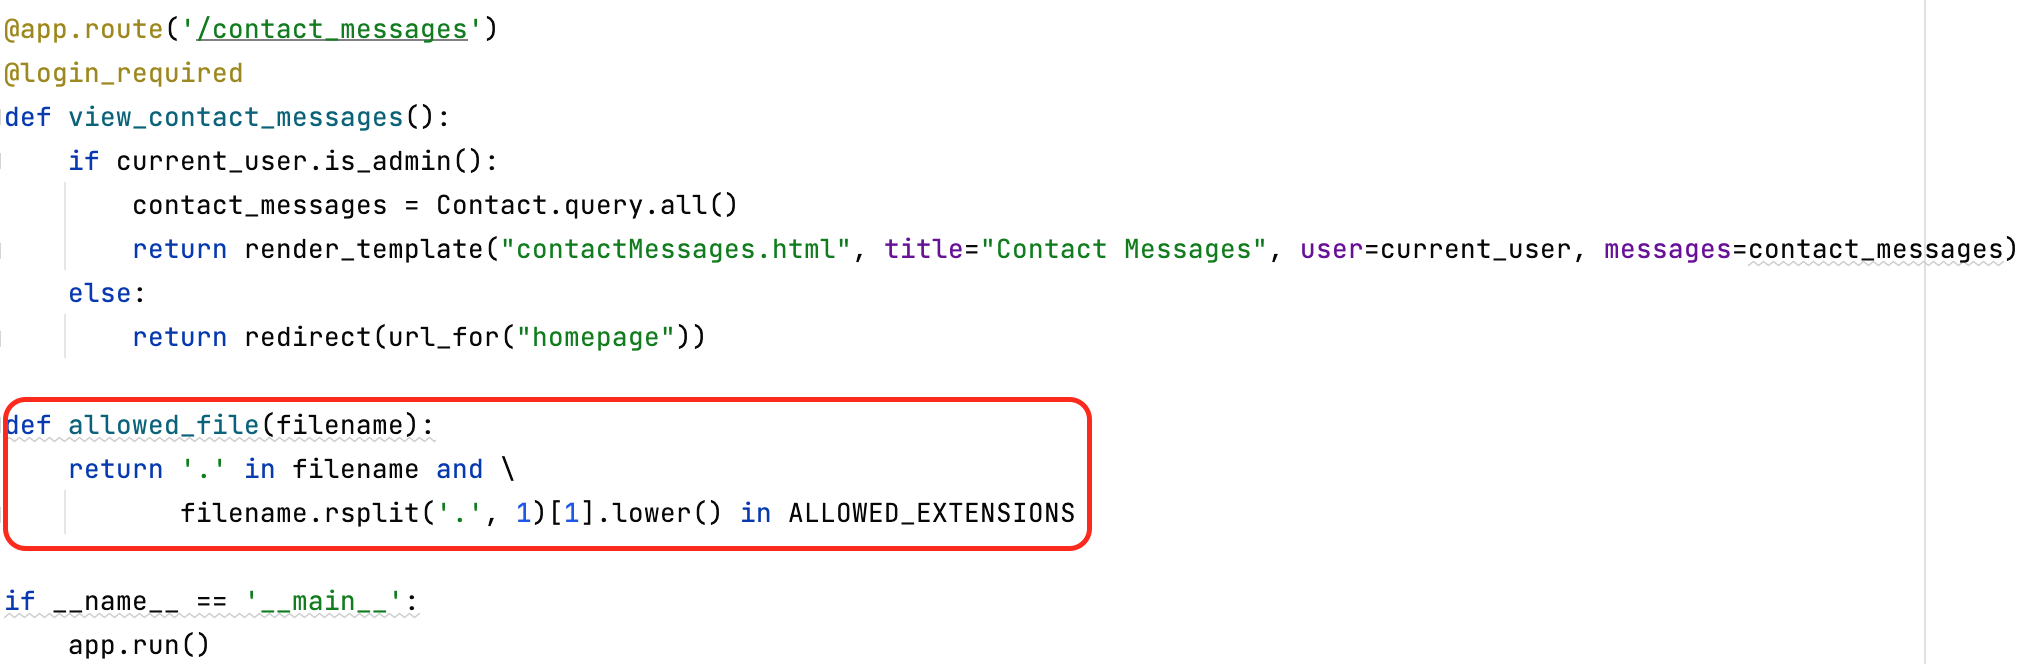 @app.route('/contact_messages')
@login_required
def view_contact_messages():
    if current_user.is_admin():
        contact_messages = Contact.query.all()
        return render_template("contactMessages.html", title="Contact Messages", user=current_user, messages=contact_messages)
    else:
        return redirect(url_for("homepage"))
def allowed_file(filename):
    return '.' in filename and \
           filename.rsplit('.', 1)[1].lower() in ALLOWED_EXTENSIONS
if __name__ == '__main__':
    app.run()